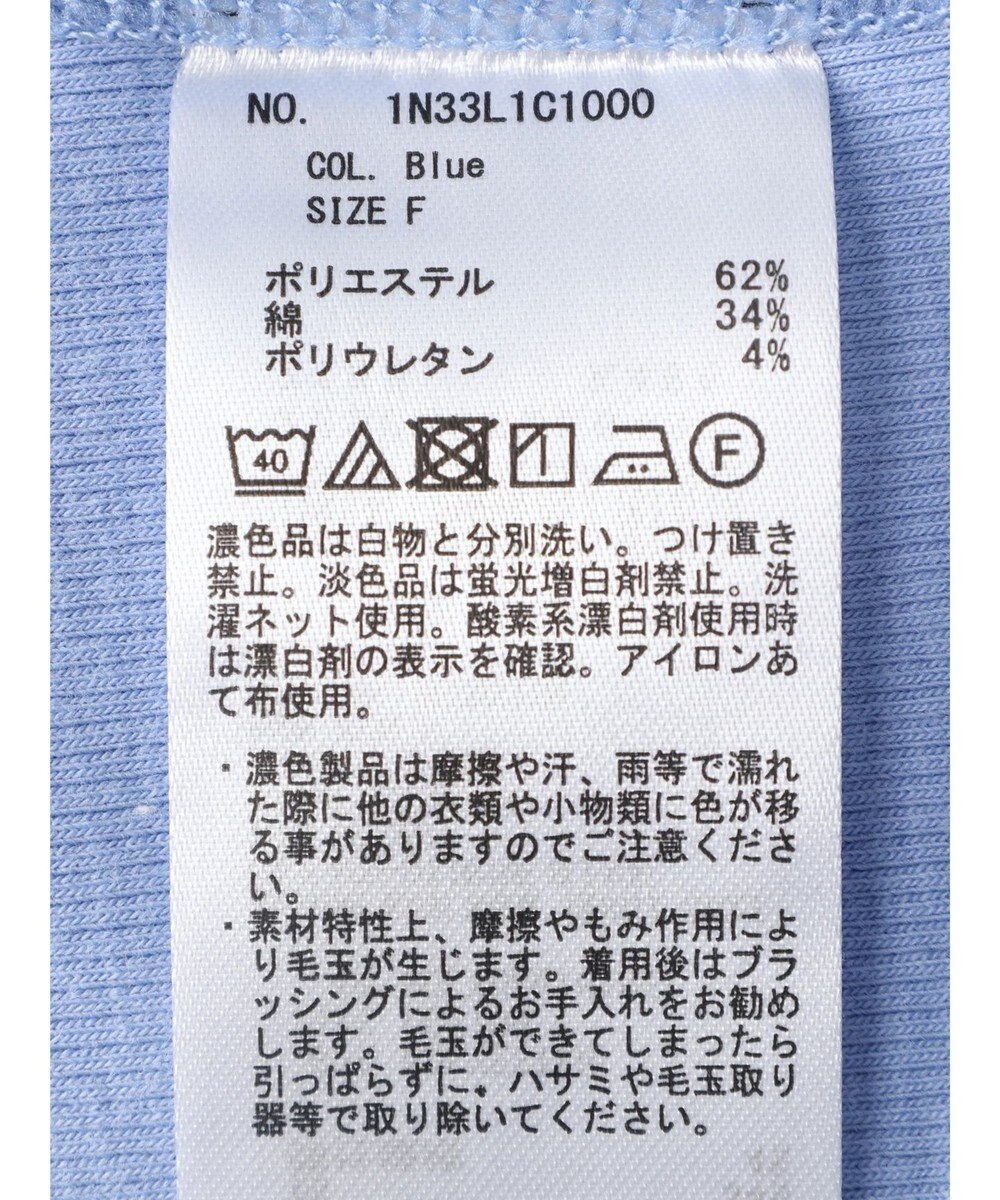 NO. 1N33L1C1000
COL. Blue
SIZE F
ポリエステル 62%
綿 34%
ポリウレタン 4%
40 F
濃色品は白物と分別洗い。つけ置き
禁止。淡色品は蛍光増白剤禁止。洗
濯ネット使用。酸素系漂白剤使用時
は漂白剤の表示を確認。アイロンあ
て布使用。
・濃色製品は摩擦や汗、雨等で濡れ
た際に他の衣類や小物類に色が移
る事がありますのでご注意くださ
い。
・素材特性上、摩擦やもみ作用によ
り毛玉が生じます。着用後はブラ
ッシングによるお手入れをお勧め
します。毛玉ができてしまったら
引っぱらずに、ハサミや毛玉取り
器等で取り除いてください。